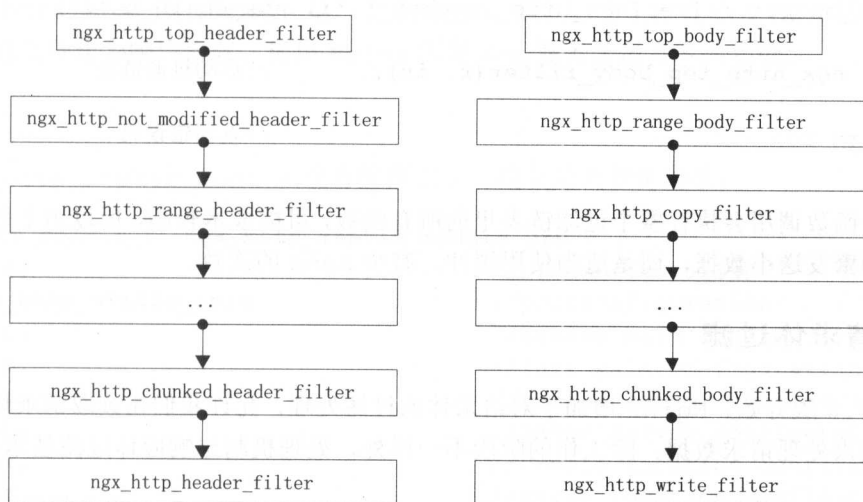 ngx_http_top_header_filter
ngx_http_not_modified_header_filter
ngx_http_range_header_filter
...
ngx_http_chunked_header_filter
ngx_http_header_filter
ngx_http_top_body_filter
ngx_http_range_body_filter
ngx_http_copy_filter
...
ngx_http_chunked_body_filter
ngx_http_write_filter